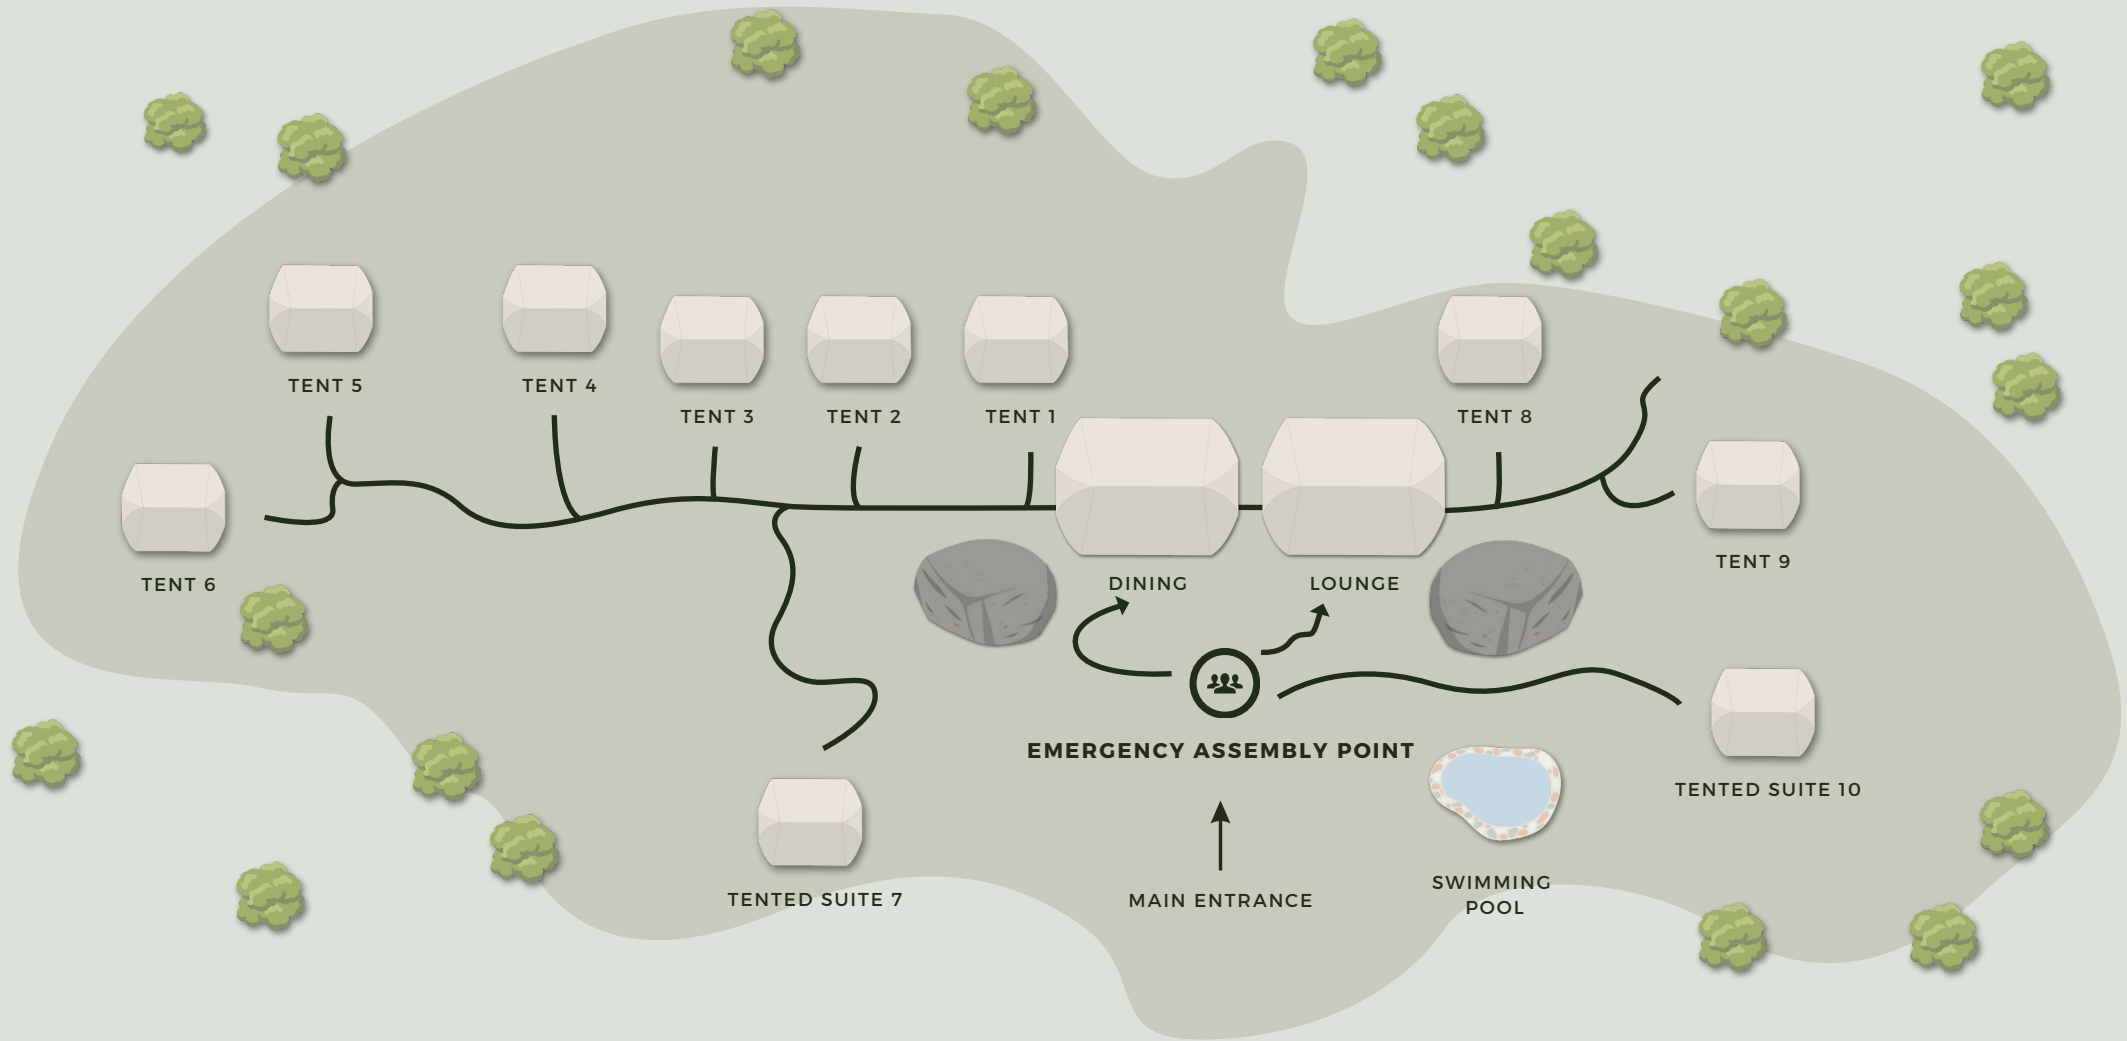 TENT 5
TENT 4
TENT 3
TENT 2
TENT 1
TENT 8
TENT 6
TENT 9
DINING
LOUNGE
EMERGENCY ASSEMBLY POINT
TENTED SUITE 10
TENTED SUITE 7
MAIN ENTRANCE
SWIMMING
POOL